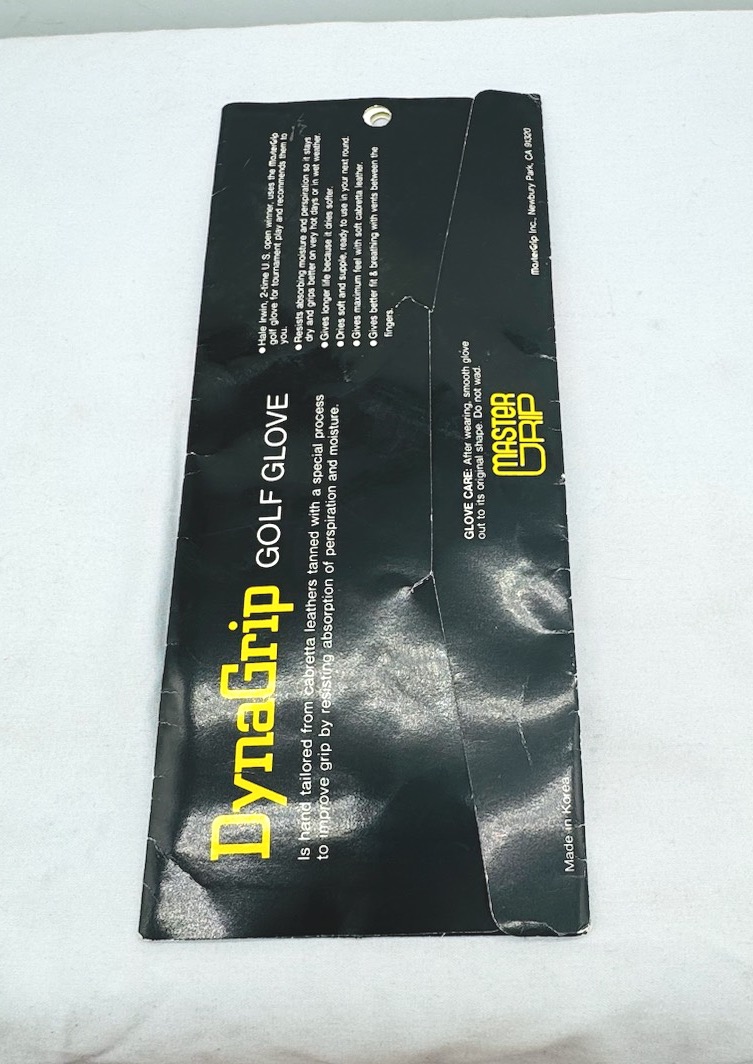 DynaGrip GOLF GLOVE
Is hand tailored from cabretta leathers tanned with a special process
to improve grip by resisting absorption of perspiration and moisture.
● Hale Irwin, 2-time U.S. open winner, uses the MasterGrip
golf glove for tournament play and recommends them to
you.
● Resists absorbing moisture and perspiration so it stays
dry and grips better on very hot days or in wet weather.
● Gives longer life because it dries softer.
● Dries soft and supple, ready to use in your next round.
● Gives maximum feel with soft cabretta leather.
● Gives better fit & breathing with vents between the
fingers.
GLOVE CARE: After wearing, smooth glove
out to its original shape. Do not wad.
MASTER
GRIP
MasterGrip Inc., Newbury Park, CA 91320
Made in Korea